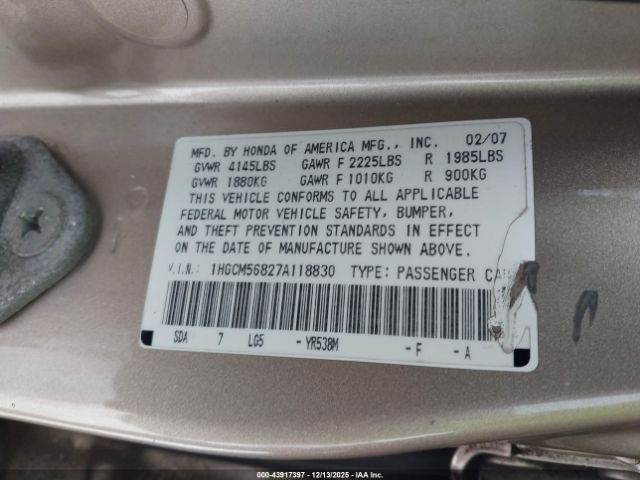 MFD. BY HONDA OF AMERICA MFG., INC. 02/07
GVWR 4145LBS GAWR F 2225LBS R 1985LBS
GVWR 1880KG GAWR F 1010KG R 900KG
THIS VEHICLE CONFORMS TO ALL APPLICABLE
FEDERAL MOTOR VEHICLE SAFETY, BUMPER,
AND THEFT PREVENTION STANDARDS IN EFFECT
ON THE DATE OF MANUFACTURE SHOWN ABOVE.
V.I.N.: 1HGCM56827A118830 TYPE: PASSENGER CAR
SDA 7 LG5 -YR538M -F -A
00-43917397 - 12/13/2025 - IAA Inc.